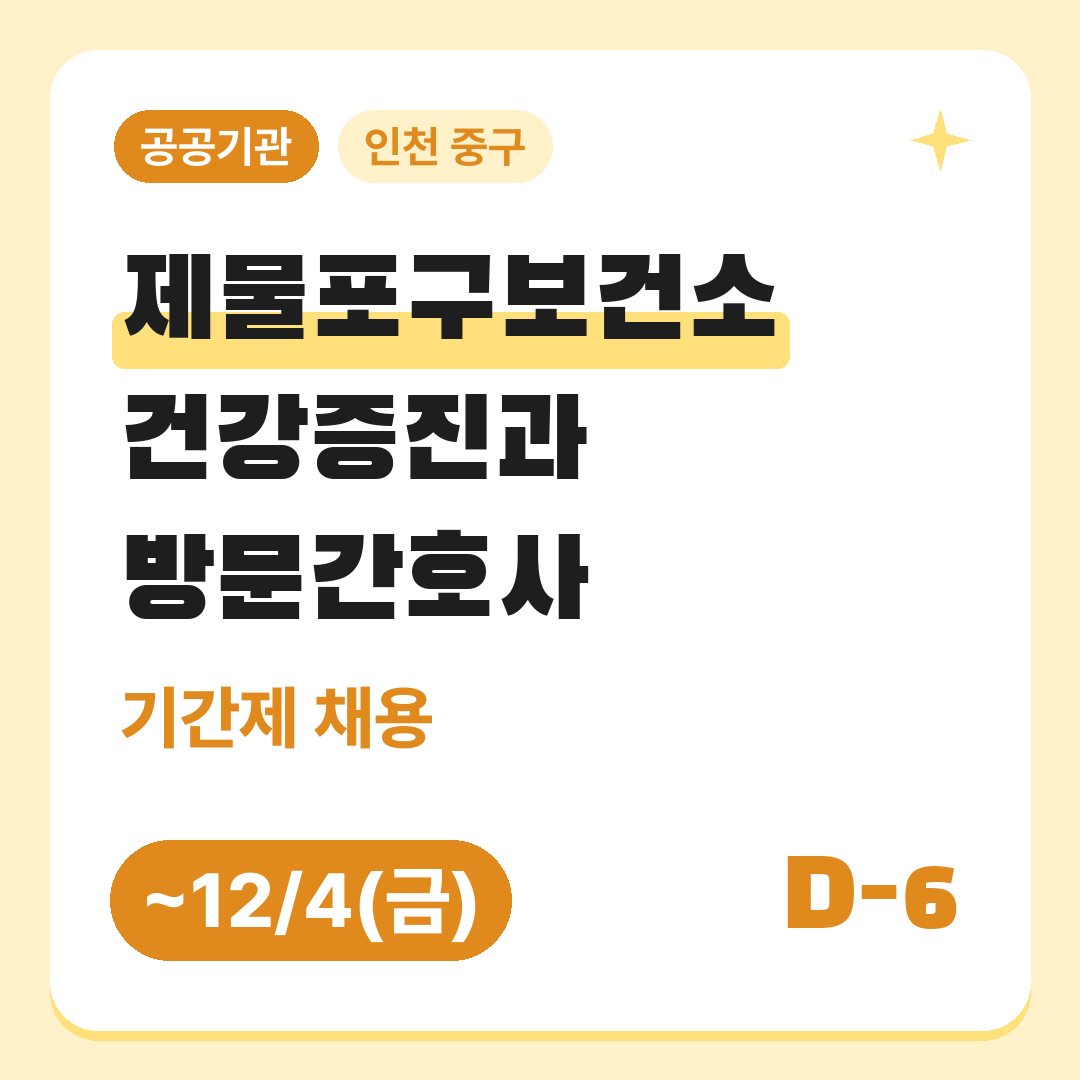 공공기관 인천 중구
제물포구보건소
건강증진과
방문간호사
기간제 채용
~12/4(금) D-6